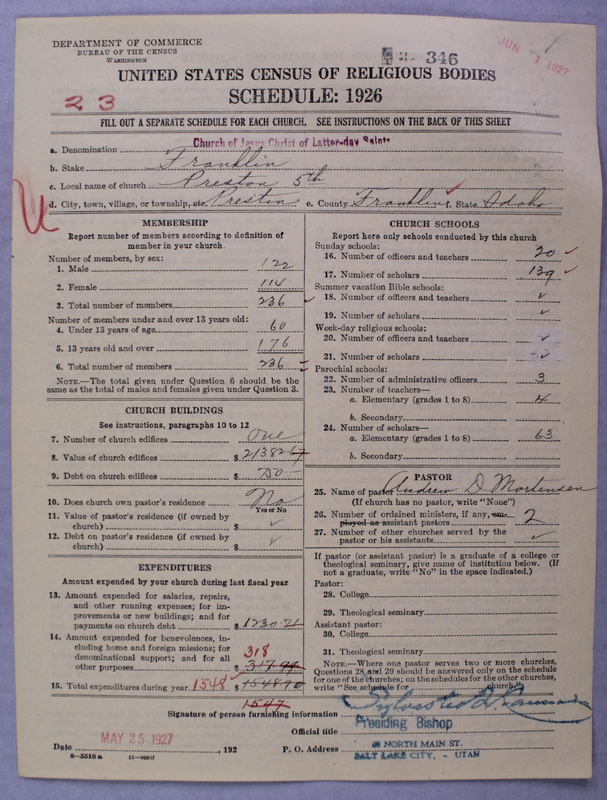 DEPARTMENT OF COMMERCE
BUREAU OF THE CENSUS
WASHINGTON
346
JUN 1 1927
UNITED STATES CENSUS OF RELIGIOUS BODIES
23
SCHEDULE: 1926
FILL OUT A SEPARATE SCHEDULE FOR EACH CHURCH. SEE INSTRUCTIONS ON THE BACK OF THIS SHEET
a. Denomination Church of Jesus Christ of Latter-day Saints
b. Stake Franklin
c. Local name of church Preston 5th
d. City, town, village, or township, etc. Preston e. County Franklin f. State Idaho
MEMBERSHIP
Report number of members according to definition of member in your church.
Number of members, by sex:
1. Male 122
2. Female 114
3. Total number of members 236
Number of members under and over 13 years old:
4. Under 13 years of age 60
5. 13 years old and over 176
6. Total number of members 236
NOTE.—The total given under Question 6 should be the
same as the total of males and females given under Question 3.
CHURCH BUILDINGS
See instructions, paragraphs 10 to 12
7. Number of church edifices One
8. Value of church edifices $ 21382
9. Debt on church edifices $ 750
10. Does church own pastor's residence No
Yes or No
11. Value of pastor's residence (if owned by
church) $
12. Debt on pastor's residence (if owned by
church) $
EXPENDITURES
Amount expended by your church during last fiscal year
13. Amount expended for salaries, repairs,
and other running expenses; for im-
provements or new buildings; and for
payments on church debt $ 1230.21
14. Amount expended for benevolences, in-
cluding home and foreign missions; for
denominational support; and for all 318
other purposes $ 317.99
15. Total expenditures during year 1548 $ 1548.20
1547
CHURCH SCHOOLS
Report here only schools conducted by this church
Sunday schools:
16. Number of officers and teachers 20
17. Number of scholars 139
Summer vacation Bible schools:
18. Number of officers and teachers
19. Number of scholars
Week-day religious schools:
20. Number of officers and teachers
21. Number of scholars
Parochial schools:
22. Number of administrative officers 3
23. Number of teachers—
a. Elementary (grades 1 to 8) 4
b. Secondary
24. Number of scholars—
a. Elementary (grades 1 to 8) 63
b. Secondary
PASTOR
25. Name of pastor Andrew D Mortensen
(If church has no pastor, write "None")
26. Number of ordained ministers, if any, em-
ployed as assistant pastors 2
27. Number of other churches served by the
pastor or his assistants
If pastor (or assistant pastor) is a graduate of a college or
theological seminary, give name of institution below. (If
not a graduate, write "No" in the space indicated.)
Pastor:
28. College
29. Theological seminary
Assistant pastor:
30. College
31. Theological seminary
NOTE.—Where one pastor serves two or more churches,
Questions 28 and 29 should be answered only on the schedule
for one of the churches; on the schedules for the other churches,
write "See schedule for church."
Signature of person furnishing information Sylvester Q. Cannon
Official title Presiding Bishop
Date MAY 25 1927, 192 P. O. Address 40 NORTH MAIN ST.
SALT LAKE CITY, - UTAH
8—5518a